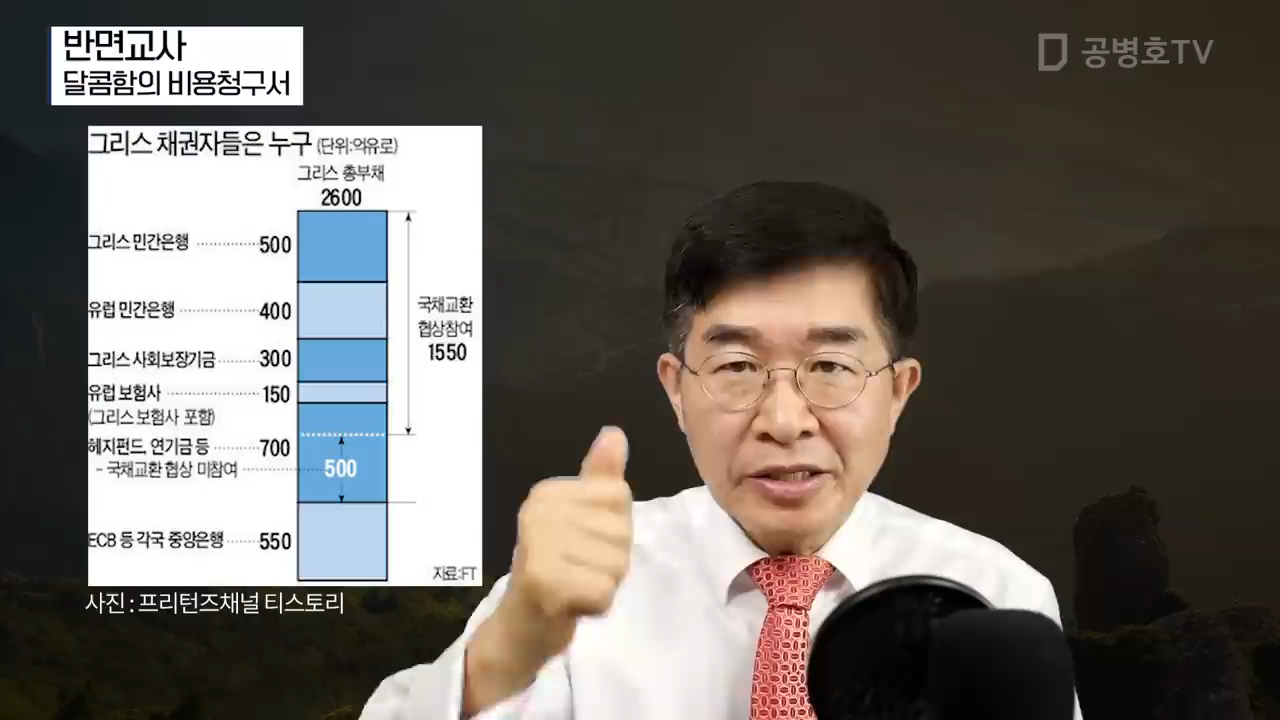 반면교사
달콤함의 비용청구서
공병호TV
그리스 채권자들은 누구 (단위:억유로)
그리스 총부채
2600
그리스 민간은행 500
유럽 민간은행 400
국채교환
협상참여
1550
그리스 사회보장기금 300
유럽 보험사 150
(그리스 보험사 포함)
헤지펀드, 연기금 등 700
- 국채교환 협상 미참여 500
ECB 등 각국 중앙은행 550
자료:FT
사진 : 프리턴즈채널 티스토리